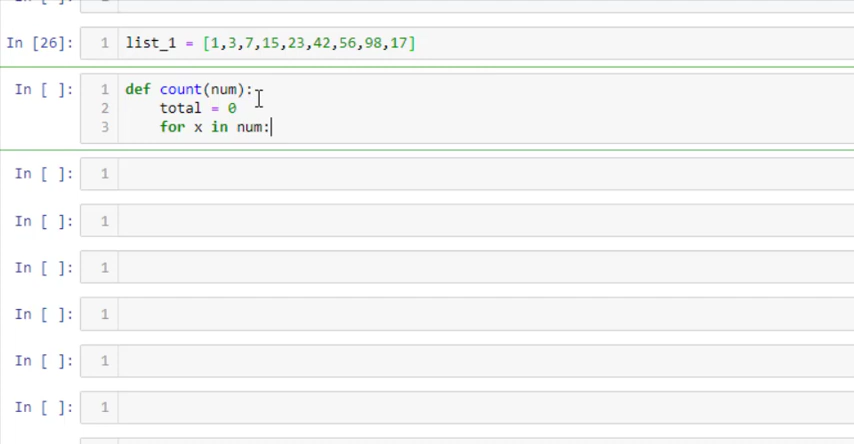 In [26]: 1 list_1 = [1,3,7,15,23,42,56,98,17]
In [ ]: 1 def count(num):
2 total = 0
3 for x in num:
In [ ]: 1
In [ ]: 1
In [ ]: 1
In [ ]: 1
In [ ]: 1
In [ ]: 1